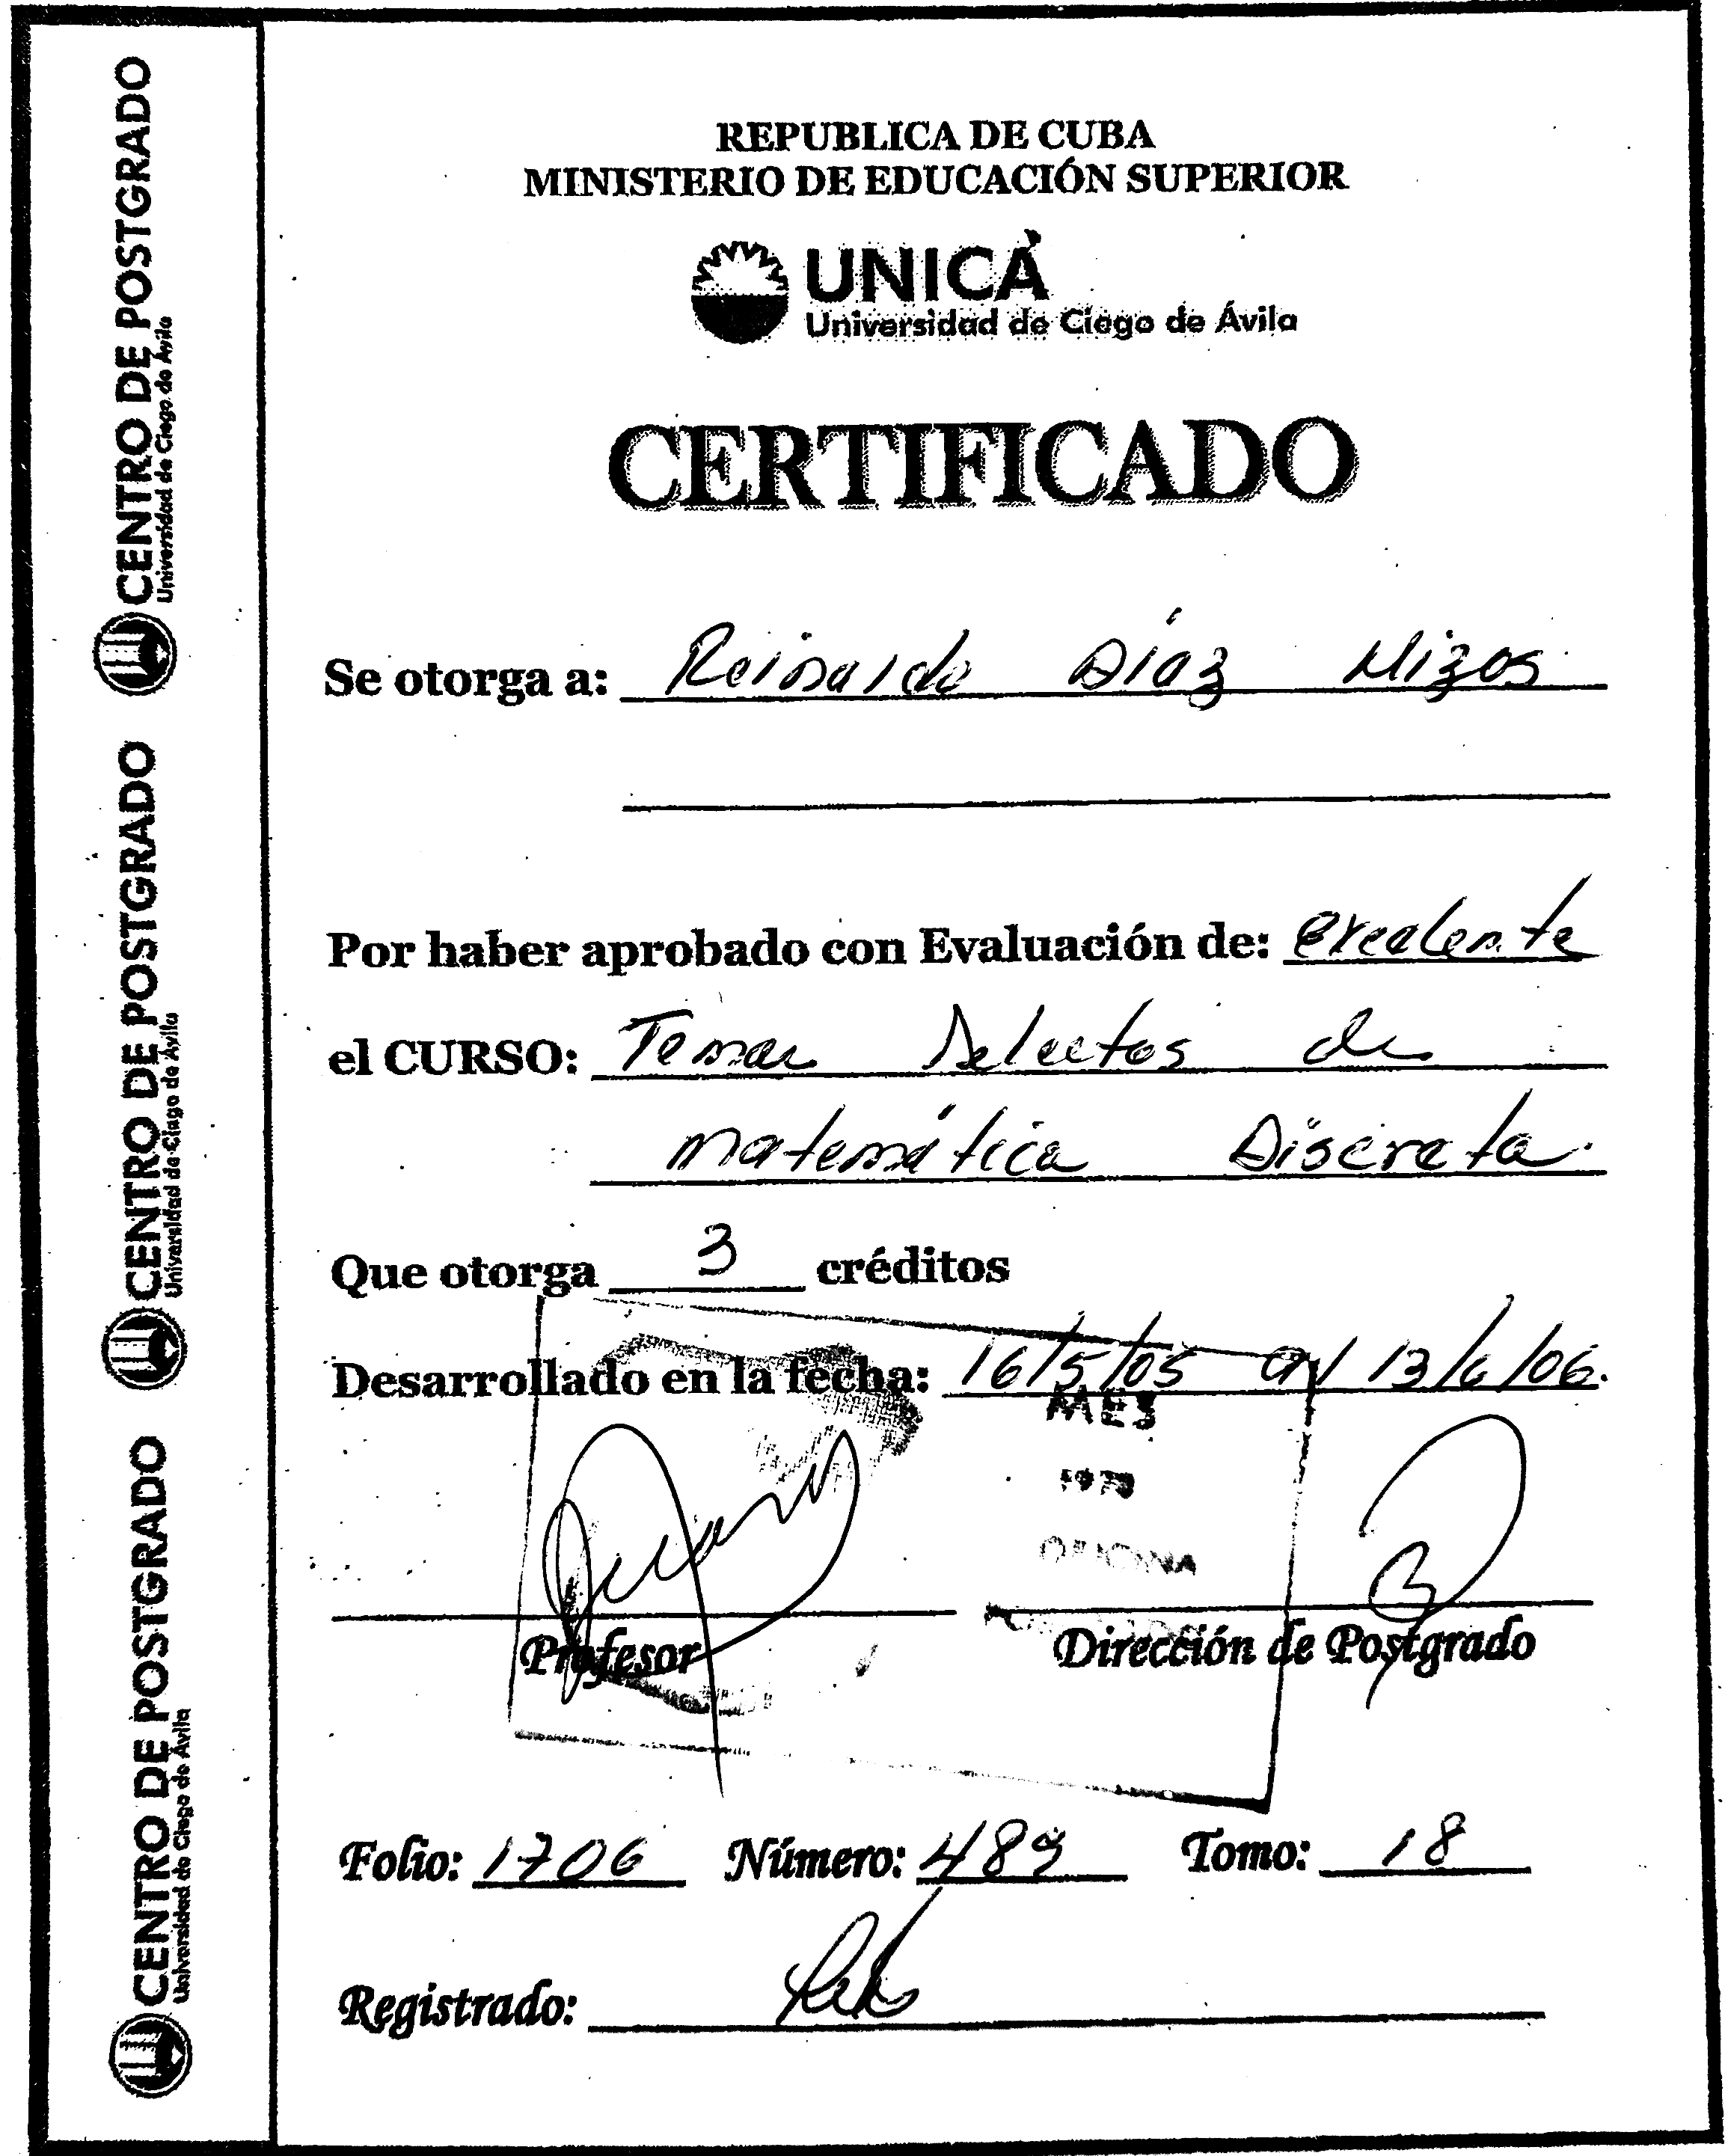 REPUBLICA DE CUBA
MINISTERIO DE EDUCACIÓN SUPERIOR
UNICA
Universidad de Ciego de Ávila
CERTIFICADO
Se otorga a: Reinaldo Díaz Mizos
Por haber aprobado con Evaluación de: Excelente
el CURSO: Temas Selectos de
matemática Discreta.
Que otorga 3 créditos
Desarrollado en la fecha: 16/5/05 al 13/6/06.
MES
OFICINA
Profesor
Dirección de Postgrado
Folio: 1706 Número: 489 Tomo: 18
Registrado:
CENTRO DE POSTGRADO
Universidad de Ciego de Ávila
CENTRO DE POSTGRADO
Universidad de Ciego de Ávila
CENTRO DE POSTGRADO
Universidad de Ciego de Ávila